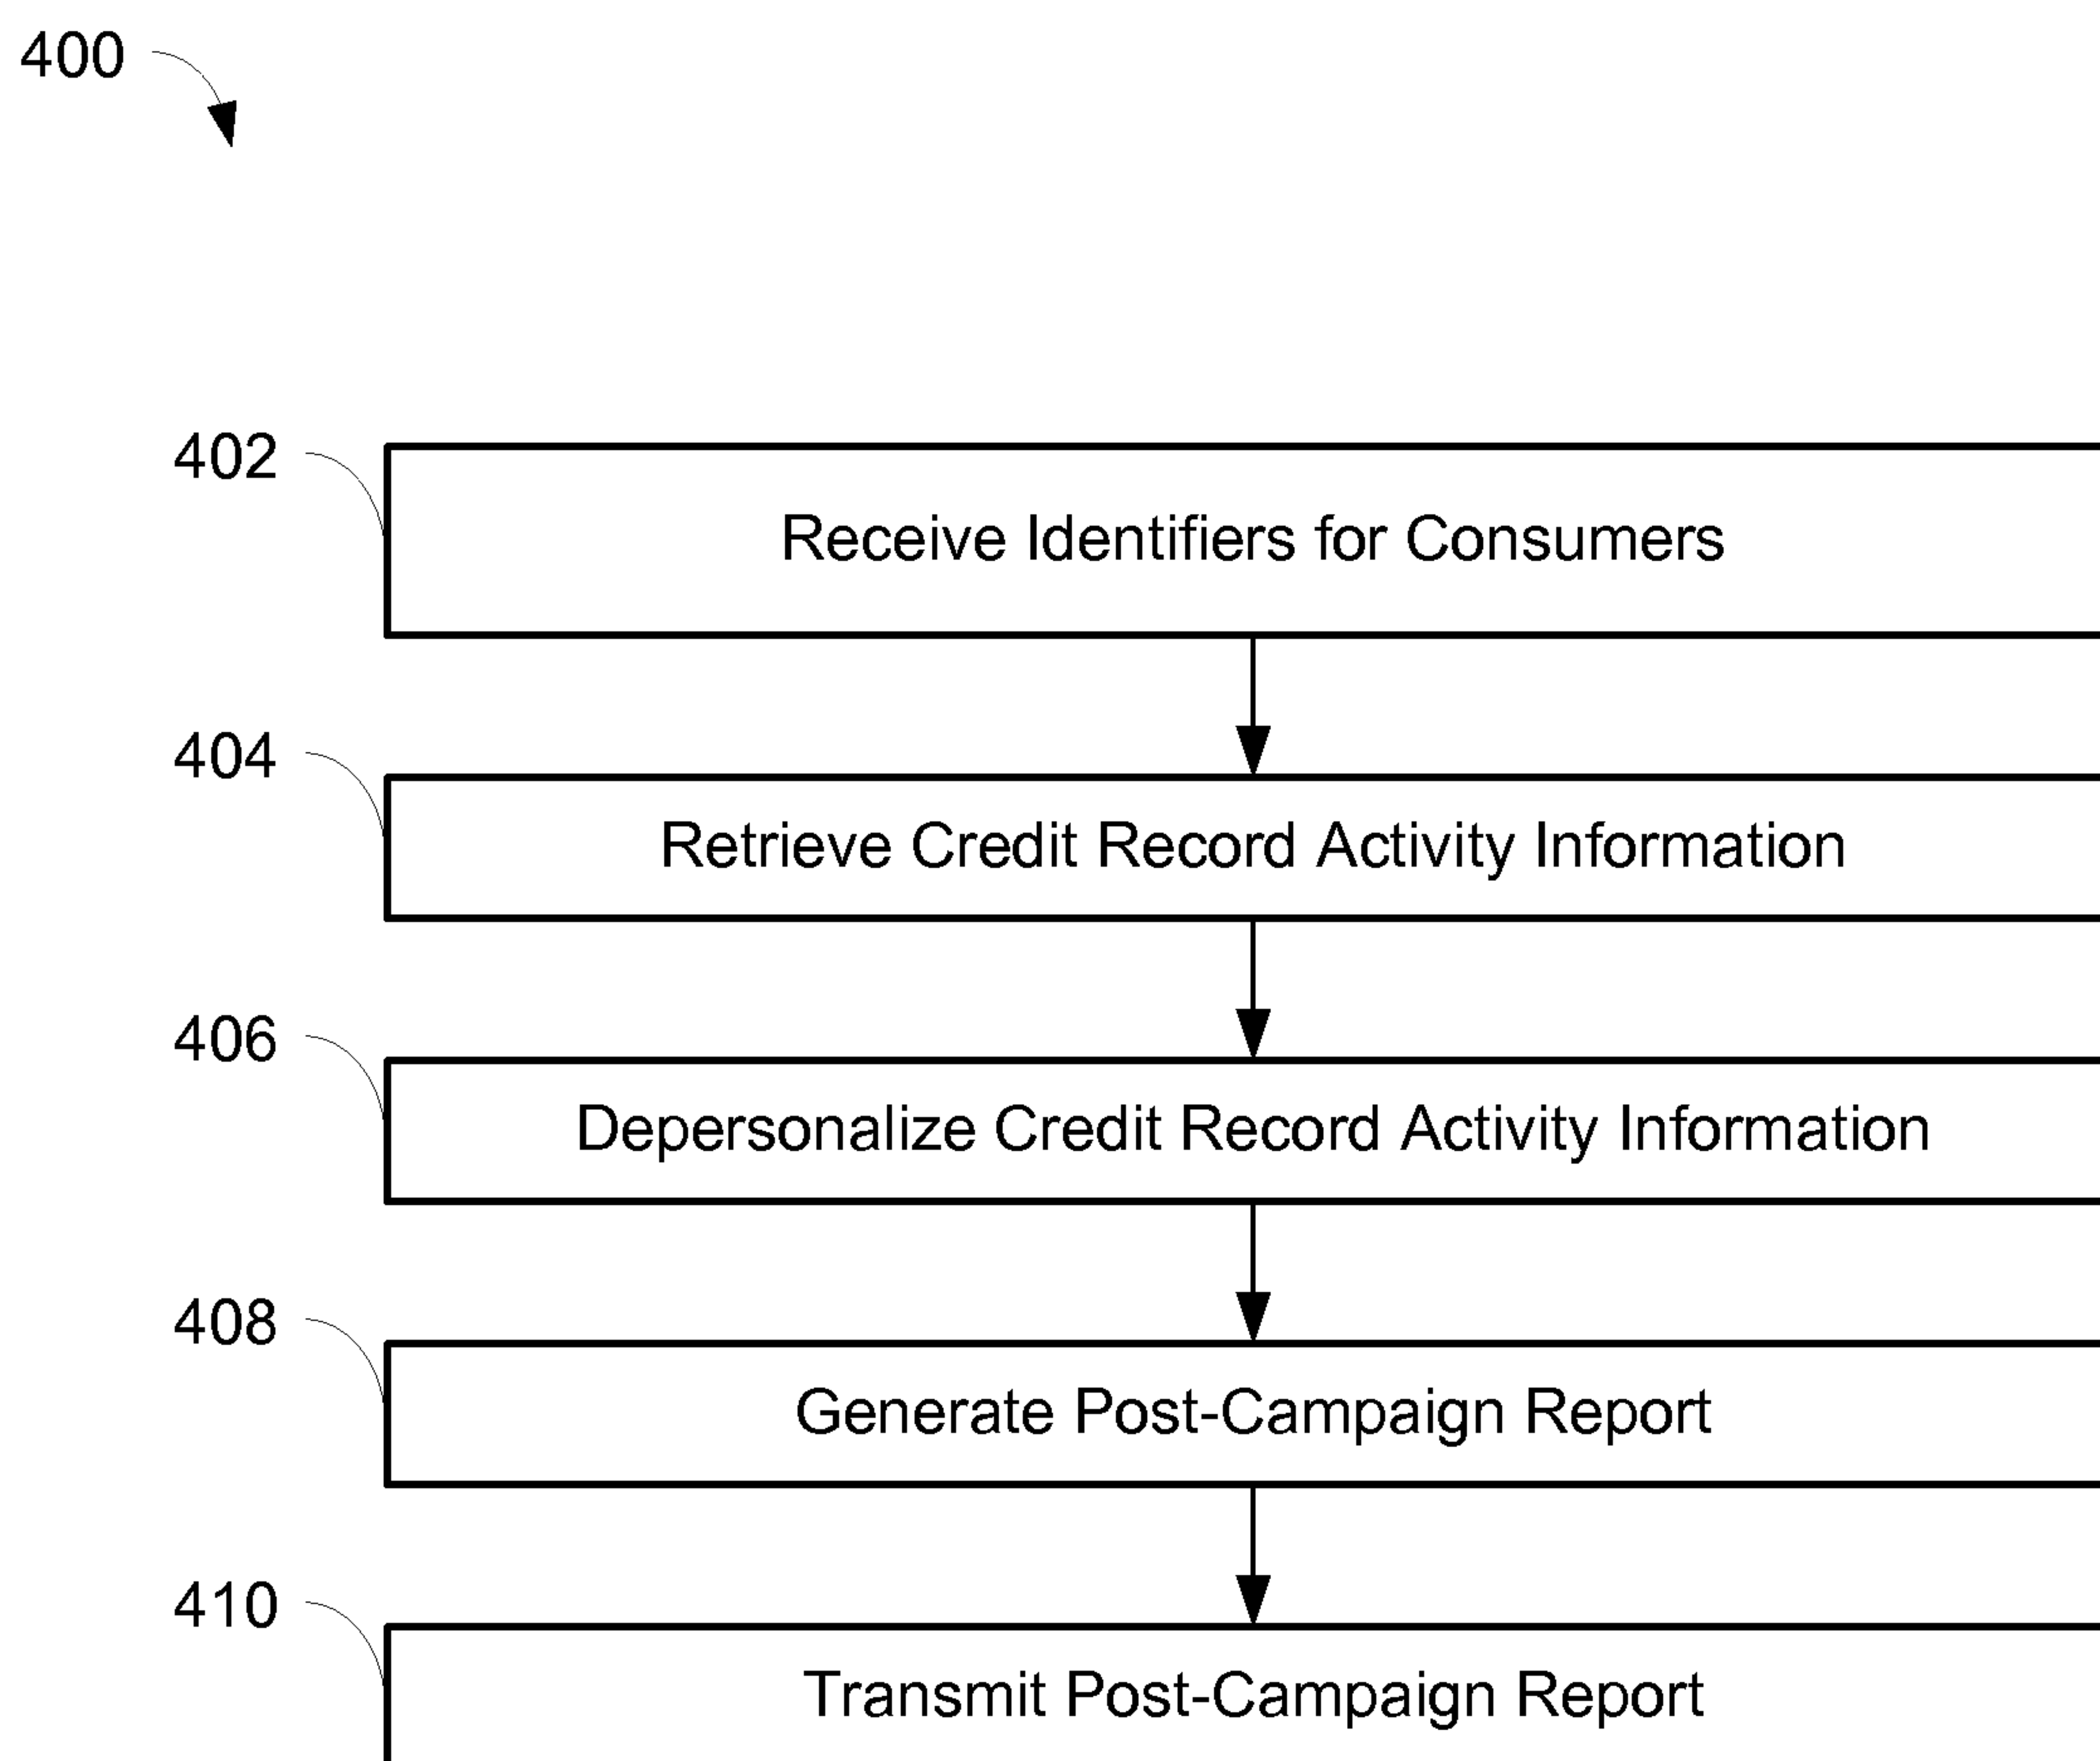 400
402
Receive Identifiers for Consumers
404
Retrieve Credit Record Activity Information
406
Depersonalize Credit Record Activity Information
408
Generate Post-Campaign Report
410
Transmit Post-Campaign Report